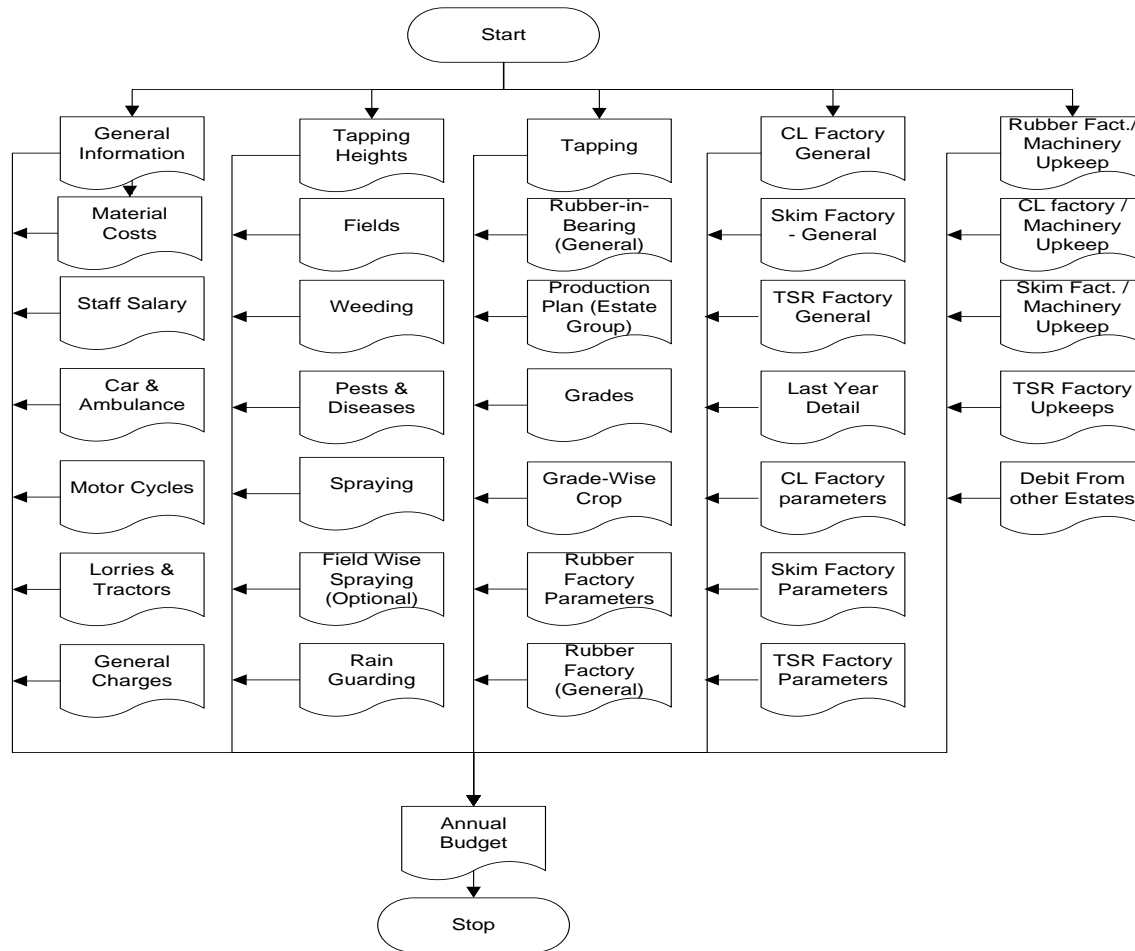 Start
General
Information
Material
Costs
Staff Salary
Car &
Ambulance
Motor Cycles
Lorries &
Tractors
General
Charges
Tapping
Heights
Fields
Weeding
Pests &
Diseases
Spraying
Field Wise
Spraying
(Optional)
Rain
Guarding
Tapping
Rubber-in-
Bearing
(General)
Production
Plan (Estate
Group)
Grades
Grade-Wise
Crop
Rubber
Factory
Parameters
Rubber
Factory
(General)
CL Factory
General
Skim Factory
- General
TSR Factory
General
Last Year
Detail
CL Factory
parameters
Skim Factory
Parameters
TSR Factory
Parameters
Rubber Fact./
Machinery
Upkeep
CL factory /
Machinery
Upkeep
Skim Fact. /
Machinery
Upkeep
TSR Factory
Upkeeps
Debit From
other Estates
Annual
Budget
Stop